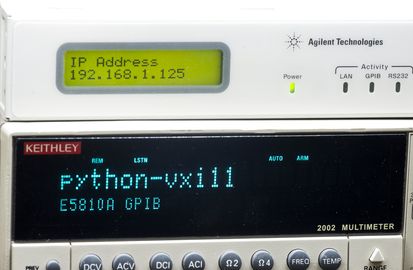 IP Address
192.168.1.125
Agilent Technologies
Activity
Power
LAN GPIB RS232
KEITHLEY
REM LSTN AUTO ARM
python-vxi11
E5810A GPIB
2002 MULTIMETER
PREV DCV ACV DCI ACI Ω2 Ω4 FREQ TEMP
RANGE